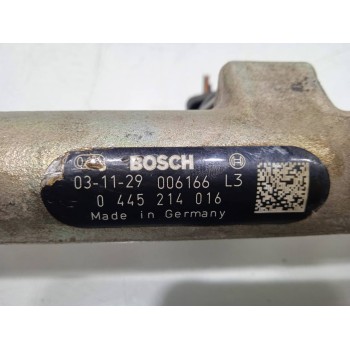 BOSCH
03-11-29 006166 L3
0 445 214 016
Made in Germany